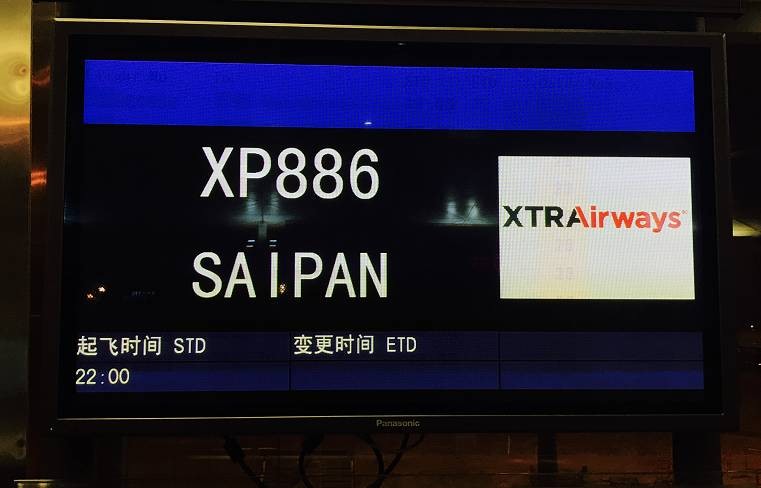 XP886
SAIPAN
XTRAirways
起飞时间 STD
变更时间 ETD
22:00
Panasonic